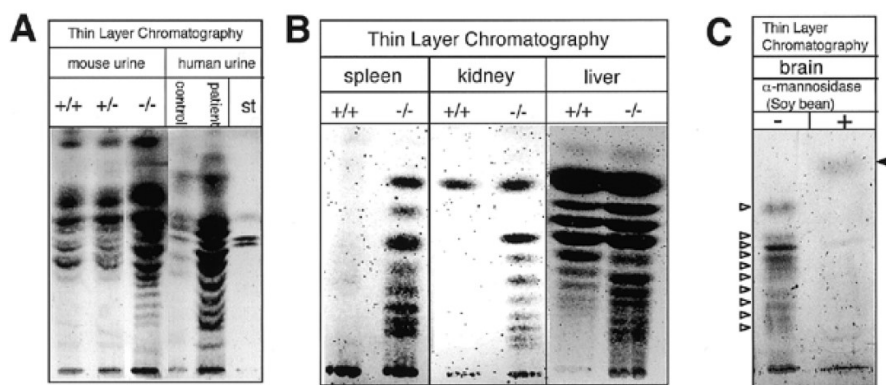 A
Thin Layer Chromatography
mouse urine human urine
+/+ +/- -/- control patient st
B
Thin Layer Chromatography
spleen kidney liver
+/+ -/- +/+ -/- +/+ -/-
C
Thin Layer
Chromatography
brain
α-mannosidase
(Soy bean)
- +